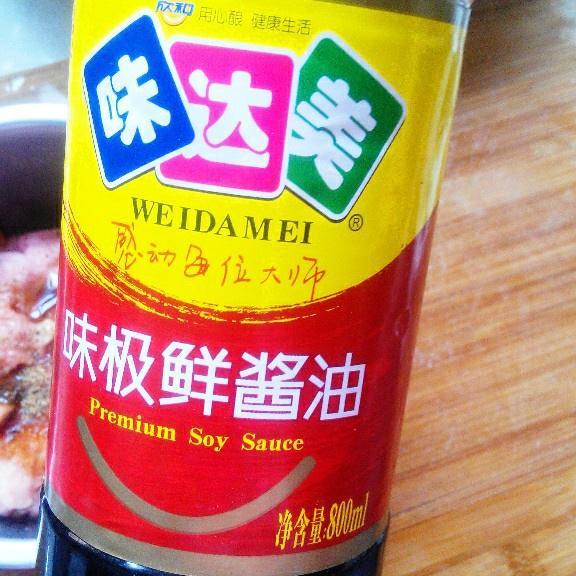 欣和 用心酿 健康生活
味达美
WEIDAMEI®
感动每位大师
味极鲜酱油
Premium Soy Sauce
净含量:800ml